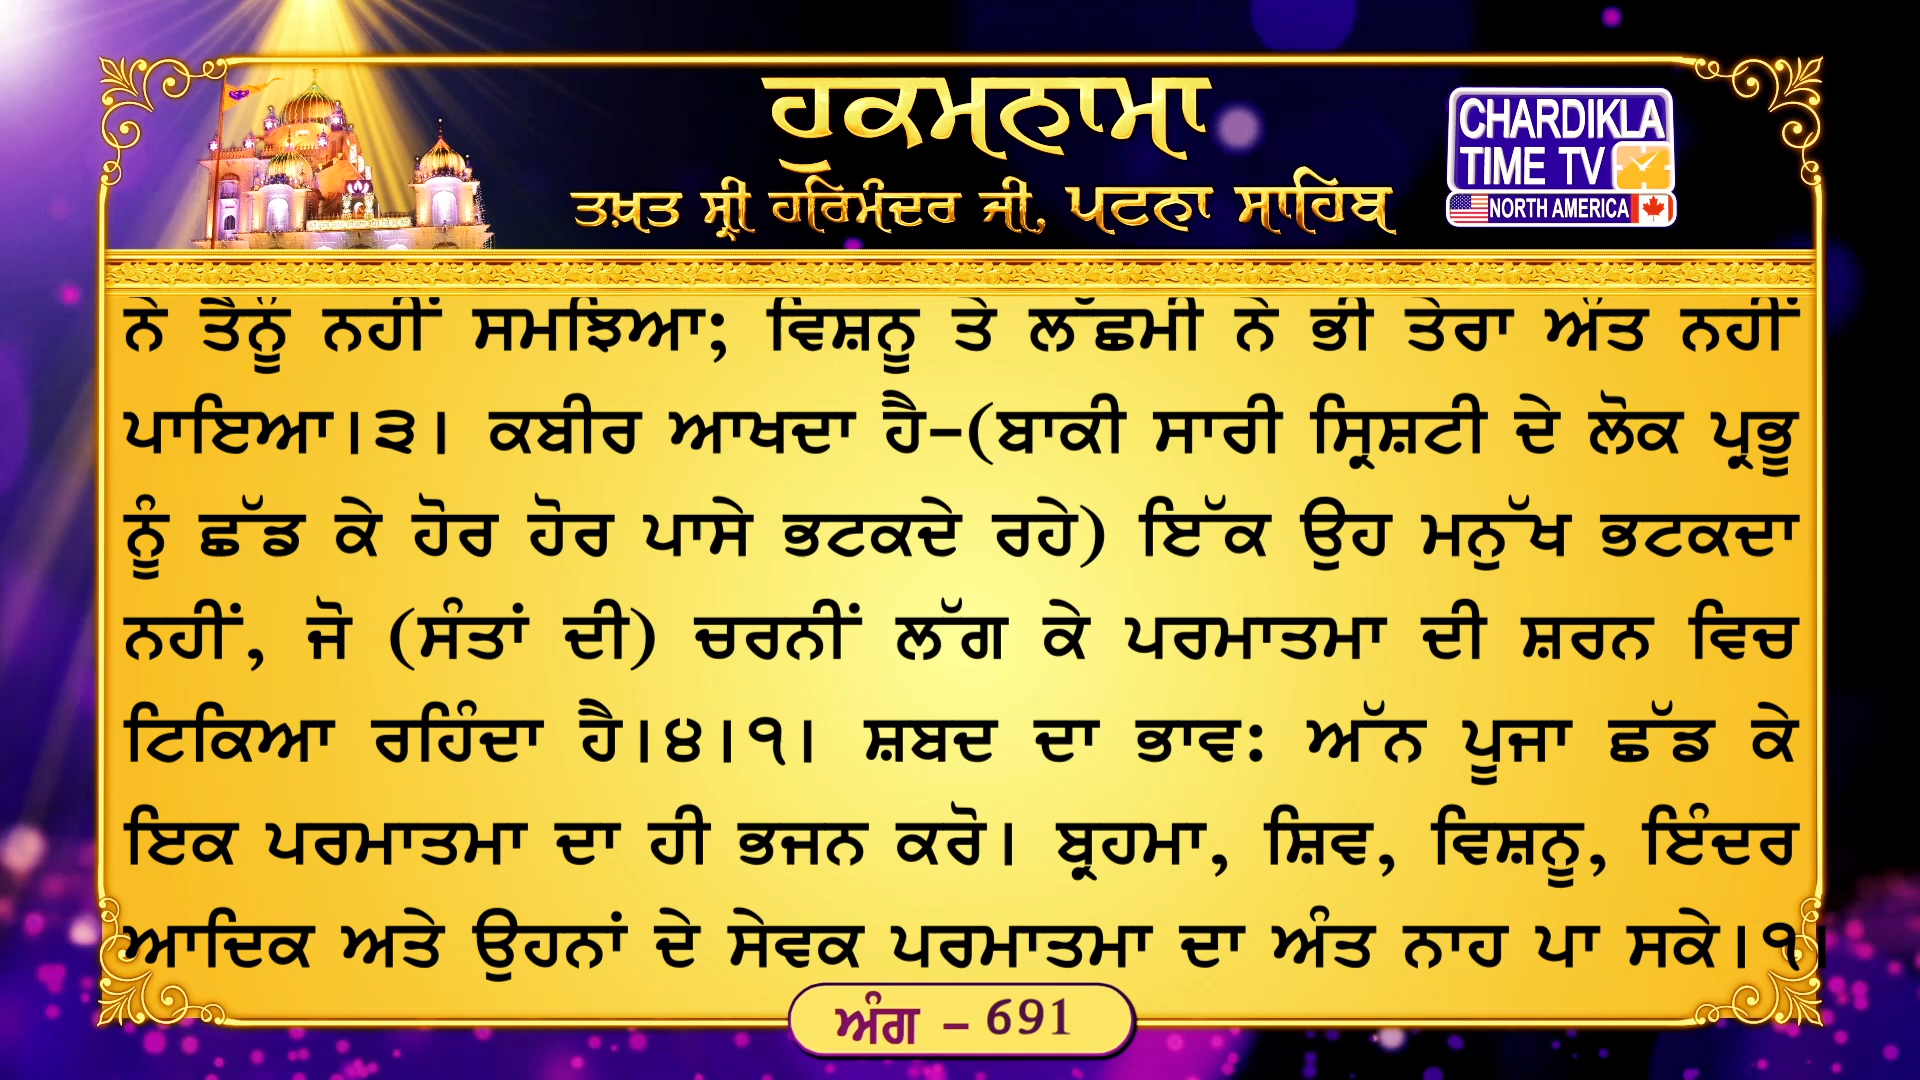 ਹੁਕਮਨਾਮਾ
ਤਖ਼ਤ ਸ੍ਰੀ ਹਰਿਮੰਦਰ ਜੀ, ਪਟਨਾ ਸਾਹਿਬ
CHARDIKLA
TIME TV
NORTH AMERICA
ਨੇ ਤੈਨੂੰ ਨਹੀਂ ਸਮਝਿਆ; ਵਿਸ਼ਨੂ ਤੇ ਲੱਛਮੀ ਨੇ ਭੀ ਤੇਰਾ ਅੰਤ ਨਹੀਂ
ਪਾਇਆ।੩। ਕਬੀਰ ਆਖਦਾ ਹੈ-(ਬਾਕੀ ਸਾਰੀ ਸ੍ਰਿਸ਼ਟੀ ਦੇ ਲੋਕ ਪ੍ਰਭੂ
ਨੂੰ ਛੱਡ ਕੇ ਹੋਰ ਹੋਰ ਪਾਸੇ ਭਟਕਦੇ ਰਹੇ) ਇੱਕ ਉਹ ਮਨੁੱਖ ਭਟਕਦਾ
ਨਹੀਂ, ਜੋ (ਸੰਤਾਂ ਦੀ) ਚਰਨੀਂ ਲੱਗ ਕੇ ਪਰਮਾਤਮਾ ਦੀ ਸ਼ਰਨ ਵਿਚ
ਟਿਕਿਆ ਰਹਿੰਦਾ ਹੈ।੪।੧। ਸ਼ਬਦ ਦਾ ਭਾਵ: ਅੱਨ ਪੂਜਾ ਛੱਡ ਕੇ
ਇਕ ਪਰਮਾਤਮਾ ਦਾ ਹੀ ਭਜਨ ਕਰੋ। ਬ੍ਰਹਮਾ, ਸ਼ਿਵ, ਵਿਸ਼ਨੂ, ਇੰਦਰ
ਆਦਿਕ ਅਤੇ ਉਹਨਾਂ ਦੇ ਸੇਵਕ ਪਰਮਾਤਮਾ ਦਾ ਅੰਤ ਨਾਹ ਪਾ ਸਕੇ।੧।
ਅੰਗ - 691